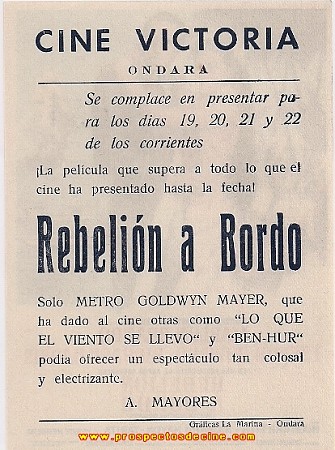 CINE VICTORIA
ONDARA
Se complace en presentar pa-
ra los dias 19, 20, 21 y 22
de los corrientes
¡La película que supera a todo lo que el
cine ha presentado hasta la fecha!
Rebelión a Bordo
Solo METRO GOLDWYN MAYER, que
ha dado al cine otras como "LO QUE
EL VIENTO SE LLEVO" y "BEN-HUR"
podía ofrecer un espectáculo tan colosal
y electrizante.
A. MAYORES
Gráficas La Marina - Ondara
www.prospectosdecine.com